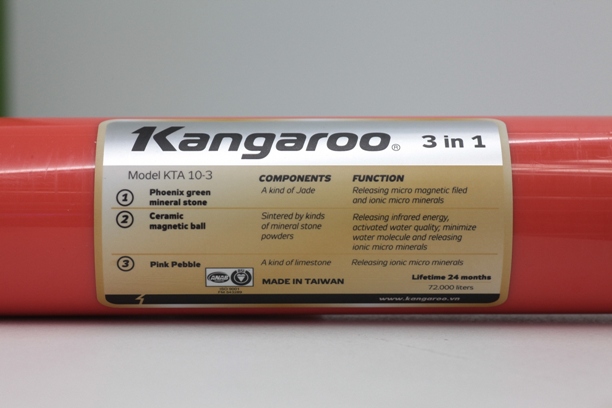 Kangaroo® 3 in 1
Model KTA 10-3
COMPONENTS FUNCTION
1 Phoenix green mineral stone
A kind of Jade
Releasing micro magnetic filed
and ionic micro minerals
2 Ceramic
magnetic ball
Sintered by kinds
of mineral stone
powders
Releasing infrared energy,
activated water quality; minimize
water molecule and releasing
ionic micro minerals
3 Pink Pebble
A kind of limestone
Releasing ionic micro minerals
ANAB
MADE IN TAIWAN
Lifetime 24 months
72.000 liters
www.kangaroo.vn